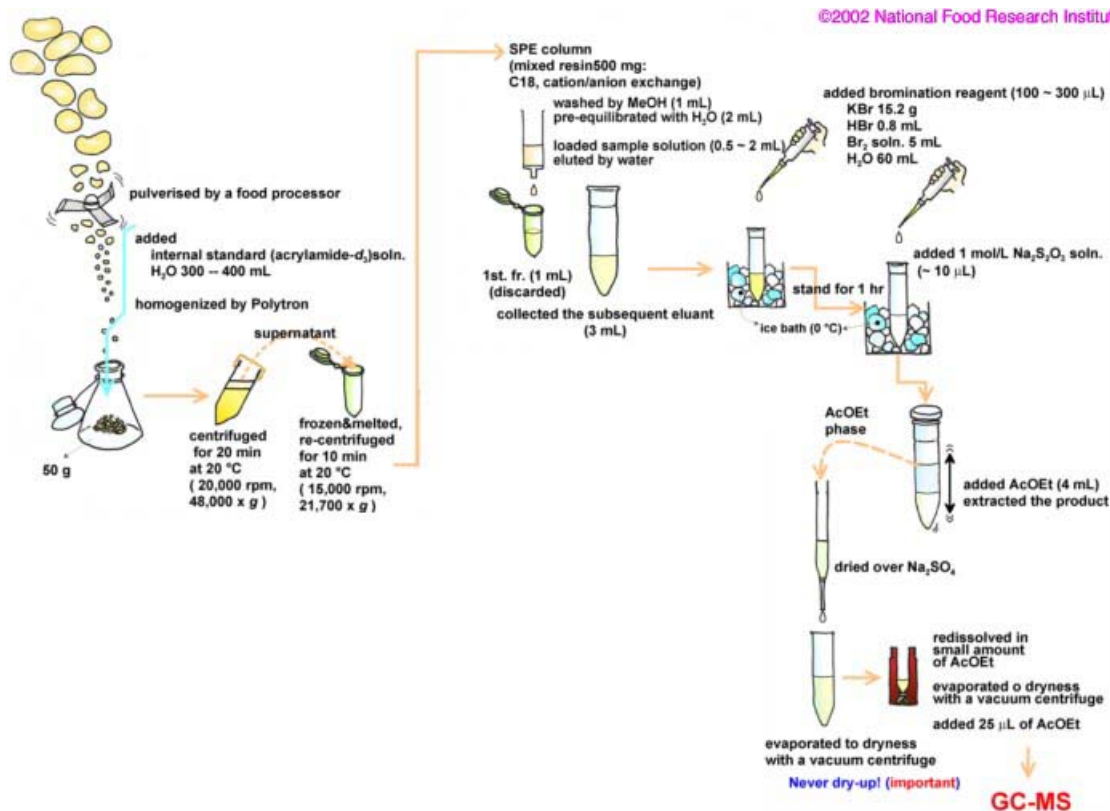 ©2002 National Food Research Institut
SPE column
(mixed resin500 mg:
C18, cation/anion exchange)
washed by MeOH (1 mL)
pre-equilibrated with H₂O (2 mL)
loaded sample solution (0.5 ~ 2 mL)
eluted by water
added bromination reagent (100 ~ 300 µL)
KBr 15.2 g
HBr 0.8 mL
Br₂ soln. 5 mL
H₂O 60 mL
pulverised by a food processor
added
internal standard (acrylamide-d₃)soln.
H₂O 300 -- 400 mL
homogenized by Polytron
supernatant
1st. fr. (1 mL)
(discarded)
collected the subsequent eluant
(3 mL)
stand for 1 hr
ice bath (0 °C)
added 1 mol/L Na₂S₂O₃ soln.
(~ 10 µL)
50 g
centrifuged
for 20 min
at 20 °C
( 20,000 rpm,
48,000 x g )
frozen&melted,
re-centrifuged
for 10 min
at 20 °C
( 15,000 rpm,
21,700 x g )
AcOEt
phase
added AcOEt (4 mL)
extracted the product
dried over Na₂SO₄
redissolved in
small amount
of AcOEt
evaporated o dryness
with a vacuum centrifuge
added 25 µL of AcOEt
evaporated to dryness
with a vacuum centrifuge
Never dry-up! (important)
GC-MS